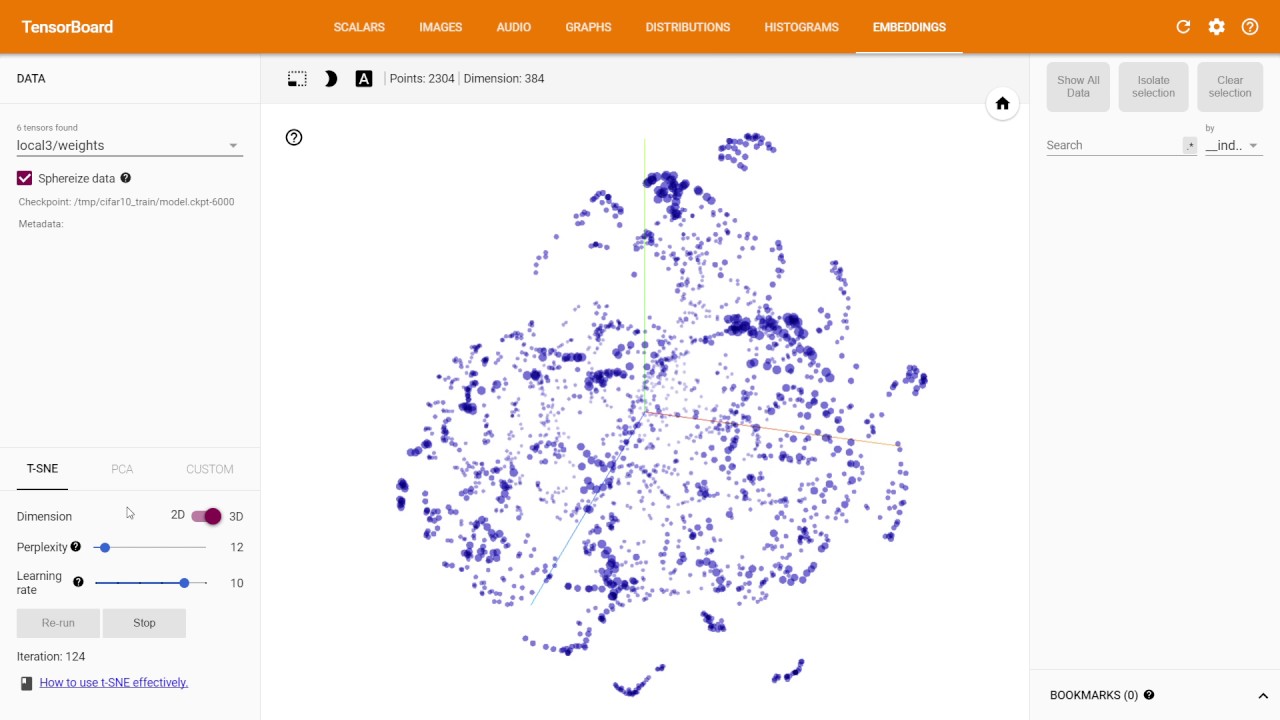 TensorBoard
SCALARS IMAGES AUDIO GRAPHS DISTRIBUTIONS HISTOGRAMS EMBEDDINGS
DATA
6 tensors found
local3/weights
Sphereize data
Checkpoint: /tmp/cifar10_train/model.ckpt-6000
Metadata:
T-SNE PCA CUSTOM
Dimension 2D 3D
Perplexity 12
Learning
rate 10
Re-run Stop
Iteration: 124
How to use t-SNE effectively.
A Points: 2304 Dimension: 384
Show All
Data
Isolate
selection
Clear
selection
Search .*
by
__ind..
BOOKMARKS (0)